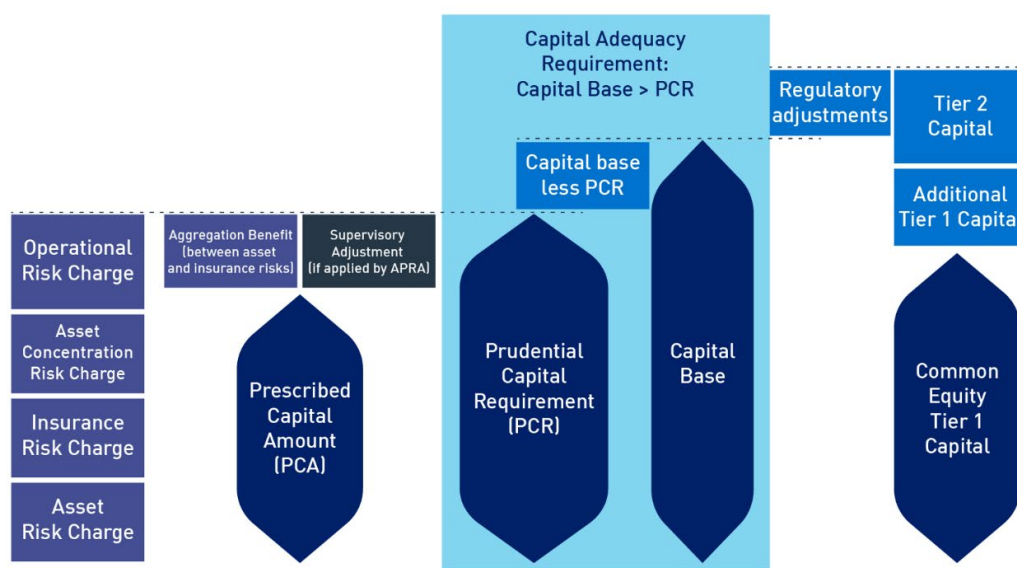 Capital Adequacy
Requirement:
Capital Base > PCR
Regulatory
adjustments
Tier 2
Capital
Capital base
less PCR
Additional
Tier 1 Capital
Operational
Risk Charge
Aggregation Benefit
(between asset
and insurance risks)
Supervisory
Adjustment
(if applied by APRA)
Asset
Concentration
Risk Charge
Prescribed
Capital
Amount
(PCA)
Prudential
Capital
Requirement
(PCR)
Capital
Base
Common
Equity
Tier 1
Capital
Insurance
Risk Charge
Asset
Risk Charge